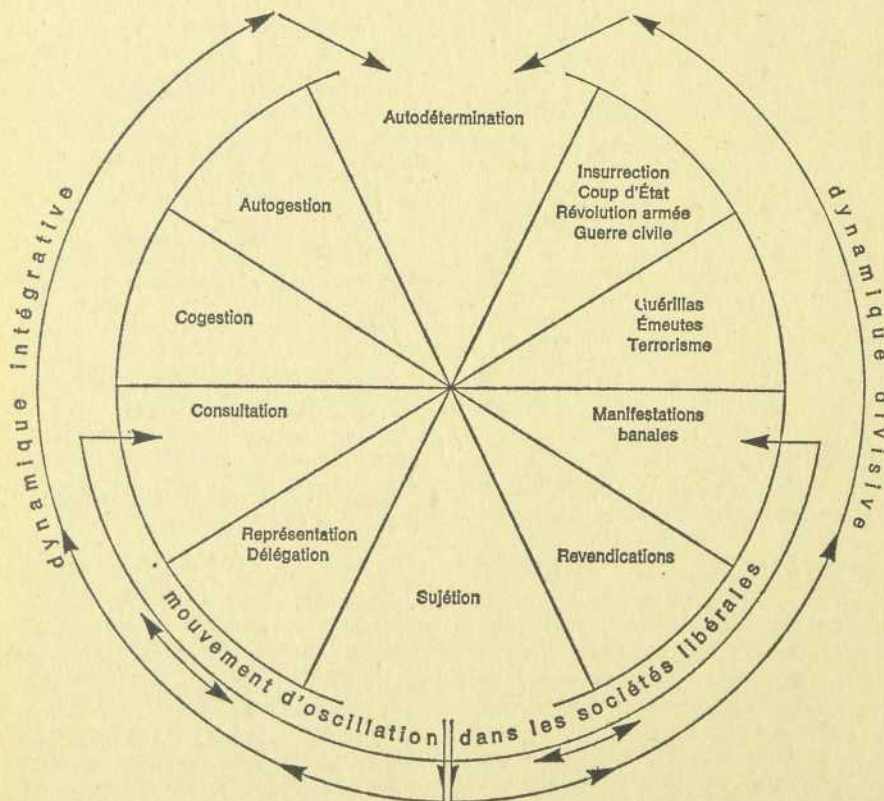 Autodétermination
Insurrection
Coup d'État
Révolution armée
Guerre civile
Autogestion
Guérillas
Émeutes
Terrorisme
Cogestion
Consultation
Manifestations
banales
Représentation
Délégation
Revendications
Sujétion
dynamique intégrative
dynamique divisive
mouvement d'oscillation dans les sociétés libérales